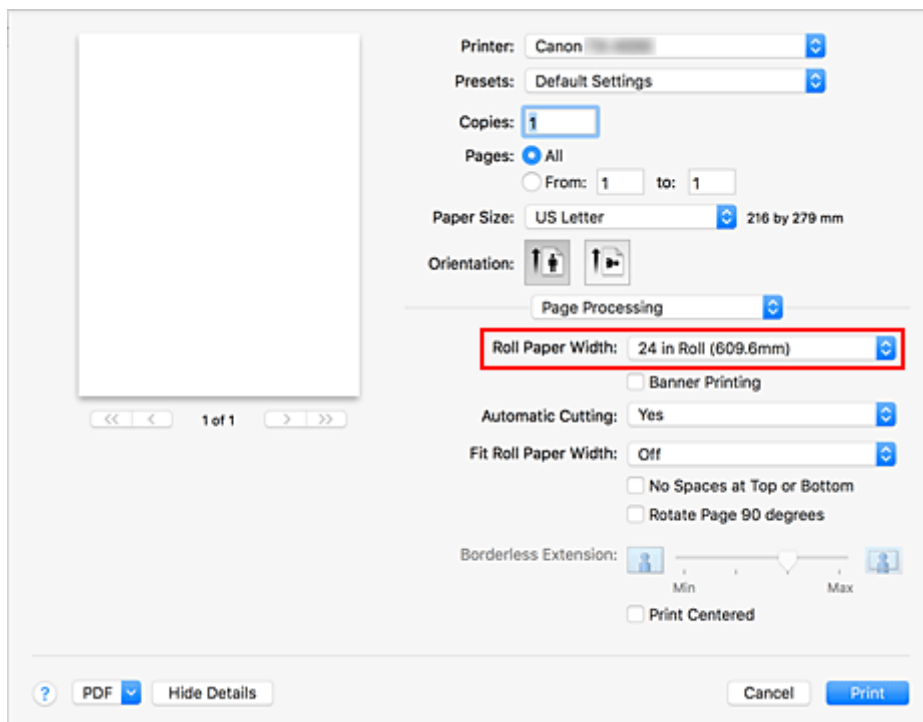 Printer: Canon
Presets: Default Settings
Copies: 1
Pages: All
From: 1 to: 1
Paper Size: US Letter 216 by 279 mm
Orientation:
Page Processing
Roll Paper Width: 24 in Roll (609.6mm)
Banner Printing
<< < 1 of 1 > >>
Automatic Cutting: Yes
Fit Roll Paper Width: Off
No Spaces at Top or Bottom
Rotate Page 90 degrees
Borderless Extension:
Min Max
Print Centered
? PDF Hide Details Cancel Print